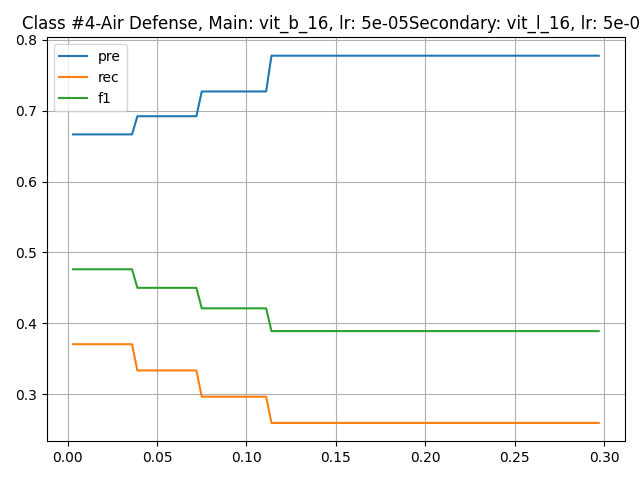 Class #4-Air Defense, Main: vit_b_16, lr: 5e-05Secondary: vit_l_16, lr: 5e-0
0.8
0.7
0.6
0.5
0.4
0.3
pre
rec
f1
0.00 0.05 0.10 0.15 0.20 0.25 0.30